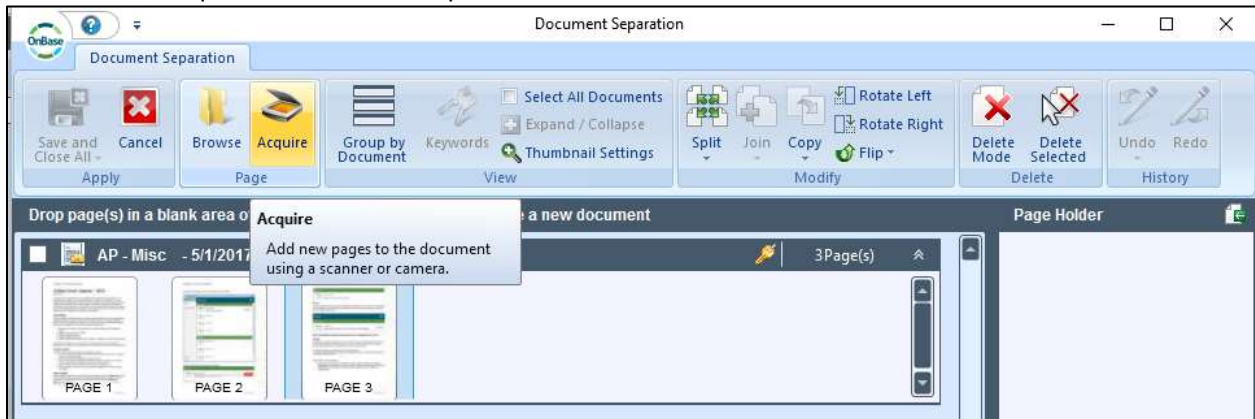 OnBase
Document Separation
Document Separation
Save and Close All
Cancel
Browse
Acquire
Group by Document
Keywords
Select All Documents
Expand / Collapse
Thumbnail Settings
Split
Join
Copy
Rotate Left
Rotate Right
Flip
Delete Mode
Delete Selected
Undo
Redo
Apply
Page
View
Modify
Delete
History
Drop page(s) in a blank area o
e a new document
Page Holder
Acquire
Add new pages to the document
using a scanner or camera.
AP - Misc - 5/1/2017
3Page(s)
PAGE 1
PAGE 2
PAGE 3